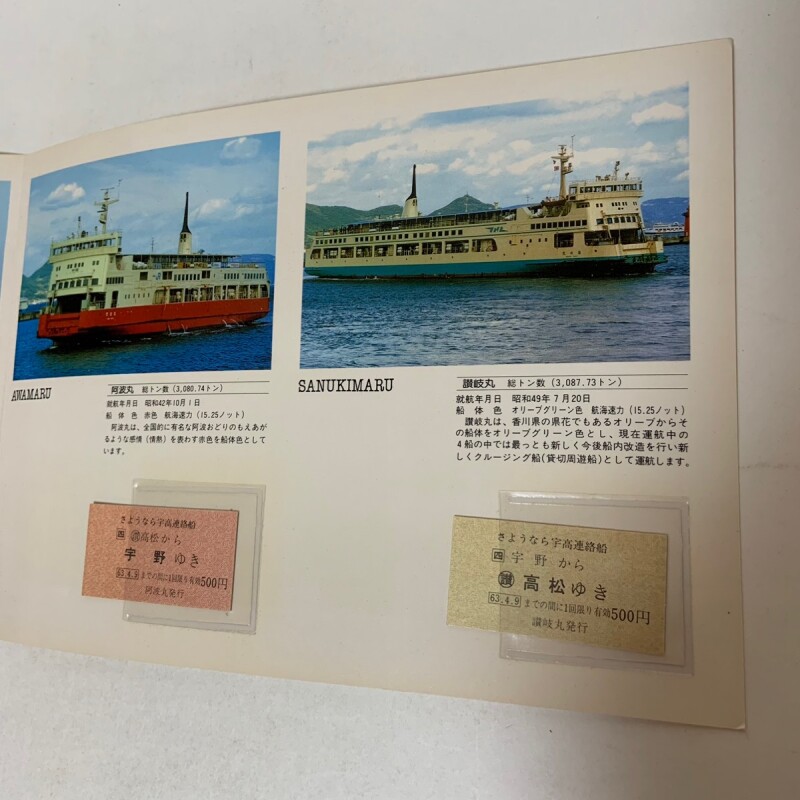 AWAMARU
阿波丸 総トン数（3,080.74トン）
就航年月日 昭和42年10月1日
船体色 赤色 航海速力（15.25ノット）
阿波丸は、全国的に有名な阿波おどりのもえあが
るような感情（情熱）を表わす赤色を船体色として
います。
さようなら宇高連絡船
四 讃 高松から
宇野ゆき
63.4.9 までの間に1回限り有効500円
阿波丸発行
SANUKIMARU
讃岐丸 総トン数（3,087.73トン）
就航年月日 昭和49年7月20日
船体色 オリーブグリーン色 航海速力（15.25ノット）
讃岐丸は、香川県の県花でもあるオリーブからそ
の船体をオリーブグリーン色とし、現在運航中の
4船の中では最っとも新しく今後船内改造を行い新
しくクルージング船（貸切周遊船）として運航します。
さようなら宇高連絡船
四 宇野から
讃 高松ゆき
63.4.9 までの間に1回限り有効500円
讃岐丸発行